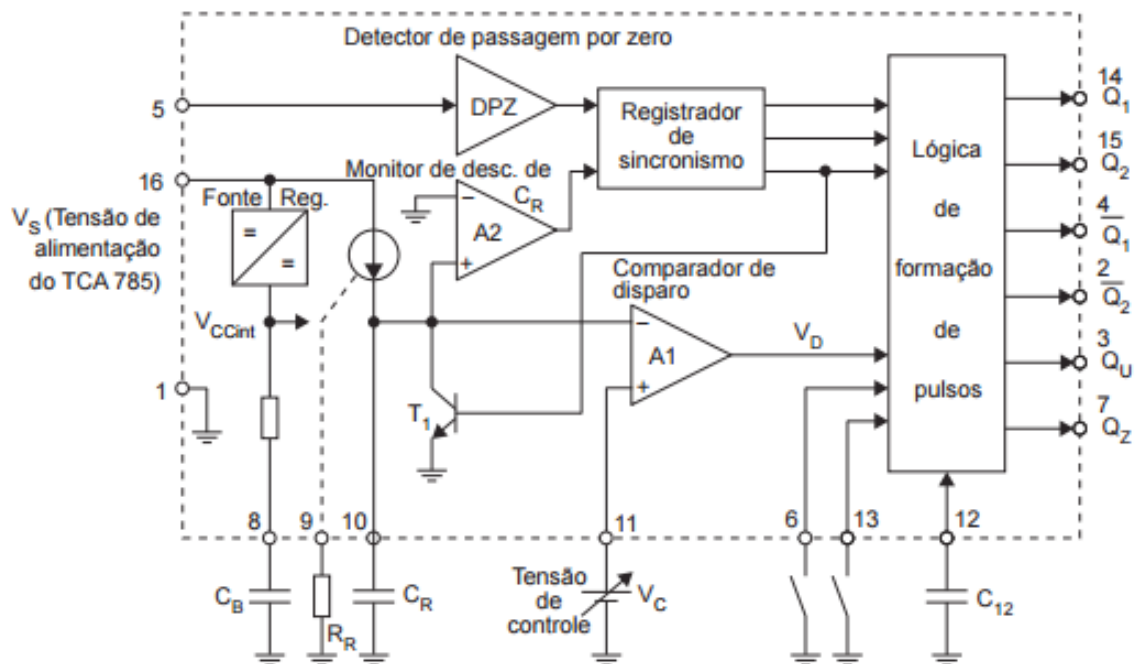 Detector de passagem por zero
5
DPZ
Registrador
de
sincronismo
Lógica
de
formação
de
pulsos
14
Q1
15
Q2
4
Q̅1
2
Q̅2
3
QU
7
QZ
Monitor de desc. de
CR
16
Fonte Reg.
=
=
VS (Tensão de
alimentação
do TCA 785)
−
A2
+
Comparador de
disparo
VCCint
−
A1
+
VD
1
T1
8
9
10
11
6
13
12
CB
RR
CR
Tensão
de
controle
VC
C12